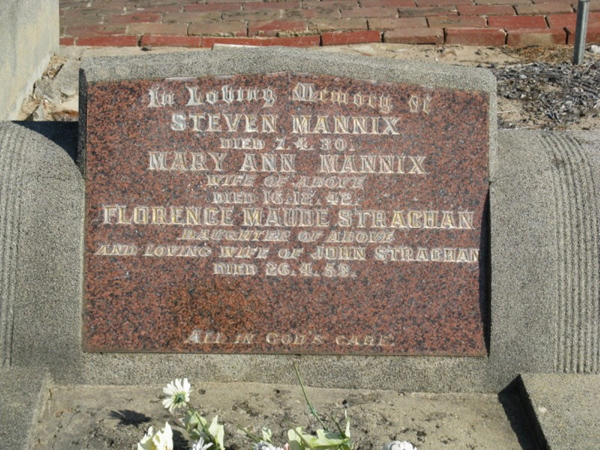 In Loving Memory of
STEVEN MANNIX
DIED 7.4.30.
MARY ANN MANNIX
WIFE OF ABOVE
DIED 16.12.42.
FLORENCE MAUDE STRACHAN
DAUGHTER OF ABOVE
AND LOVING WIFE OF JOHN STRACHAN
DIED 26.4.52.
ALL IN GOD'S CARE.